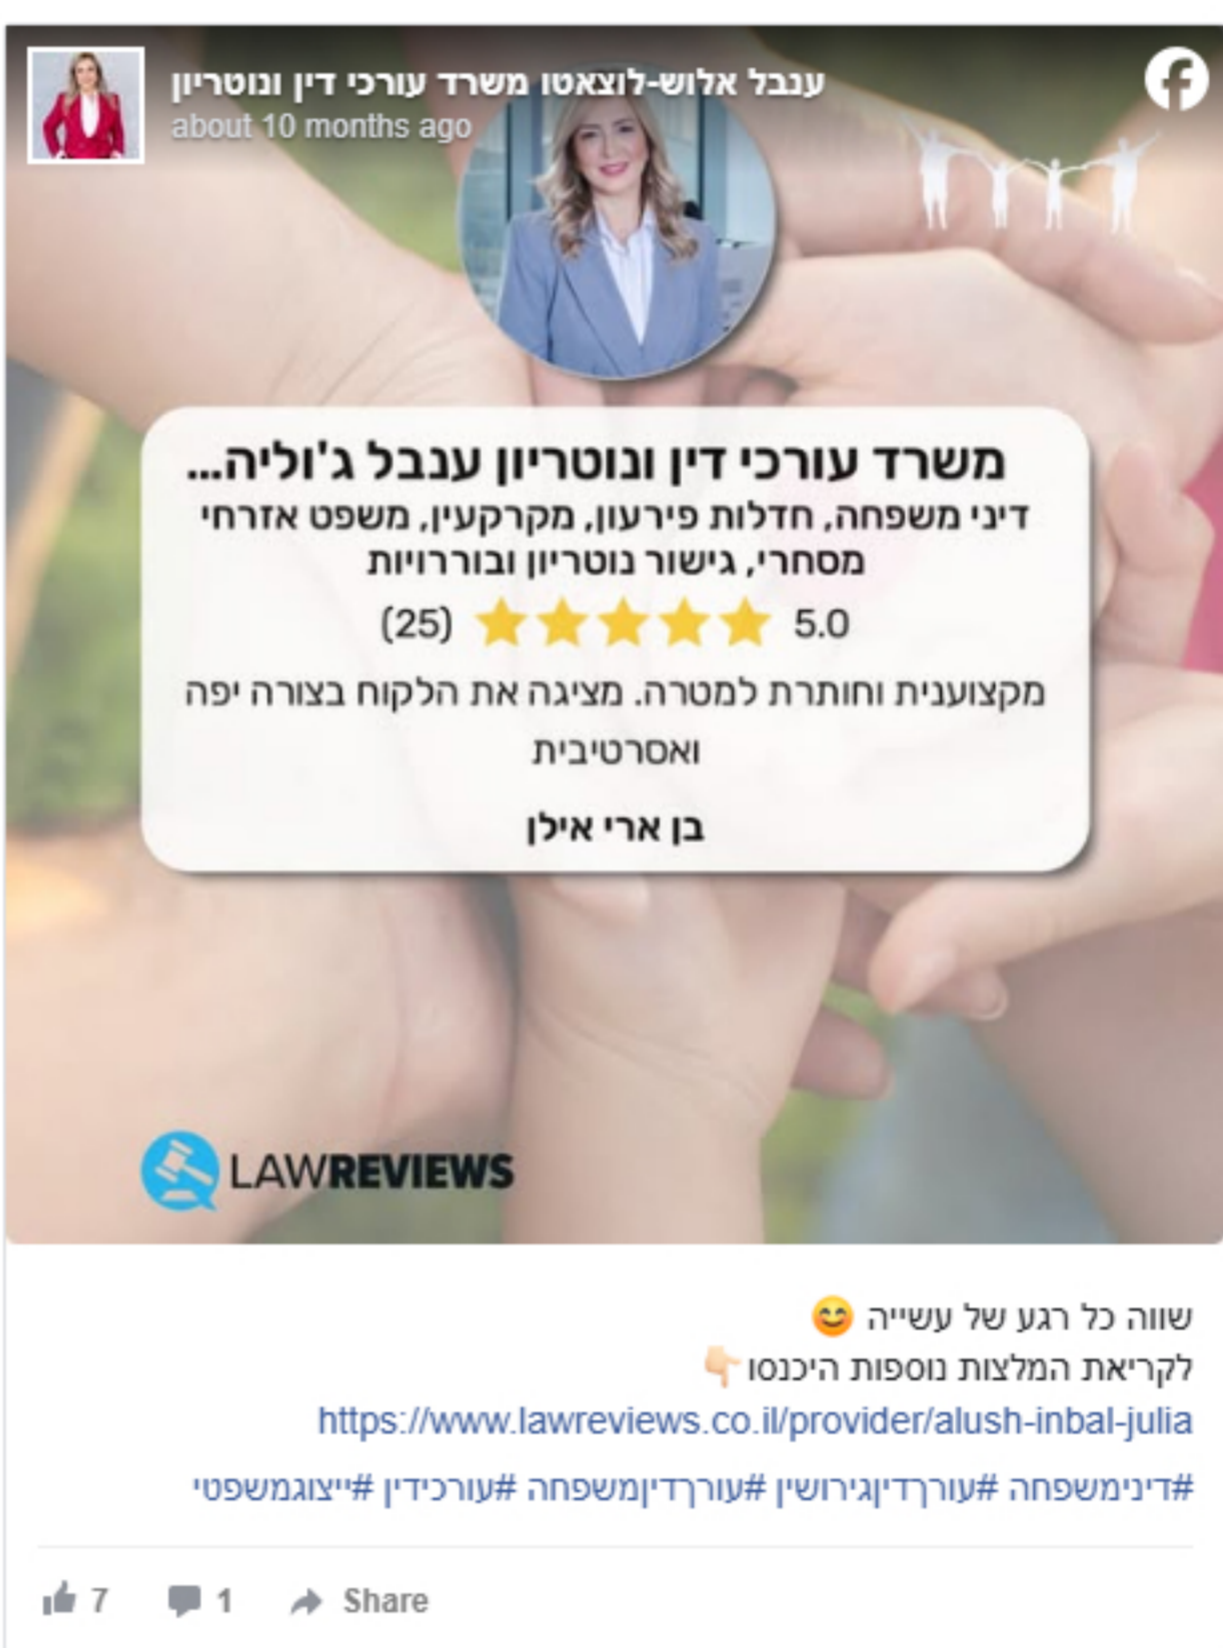 ענבל אלוש-לוצאטו משרד עורכי דין ונוטריון
about 10 months ago
משרד עורכי דין ונוטריון ענבל ג'וליה...
דיני משפחה, חדלות פירעון, מקרקעין, משפט אזרחי
מסחרי, גישור נוטריון ובוררויות
5.0 (25)
מקצוענית וחותרת למטרה. מציגה את הלקוח בצורה יפה
ואסרטיבית
בן ארי אילן
LAWREVIEWS
שווה כל רגע של עשייה 😊
לקריאת המלצות נוספות היכנסו👇🏻
https://www.lawreviews.co.il/provider/alush-inbal-julia
#דינימשפחה #עורךדיןגירושין #עורךדיןמשפחה #עורכידין #ייצוגמשפטי
7 1 Share